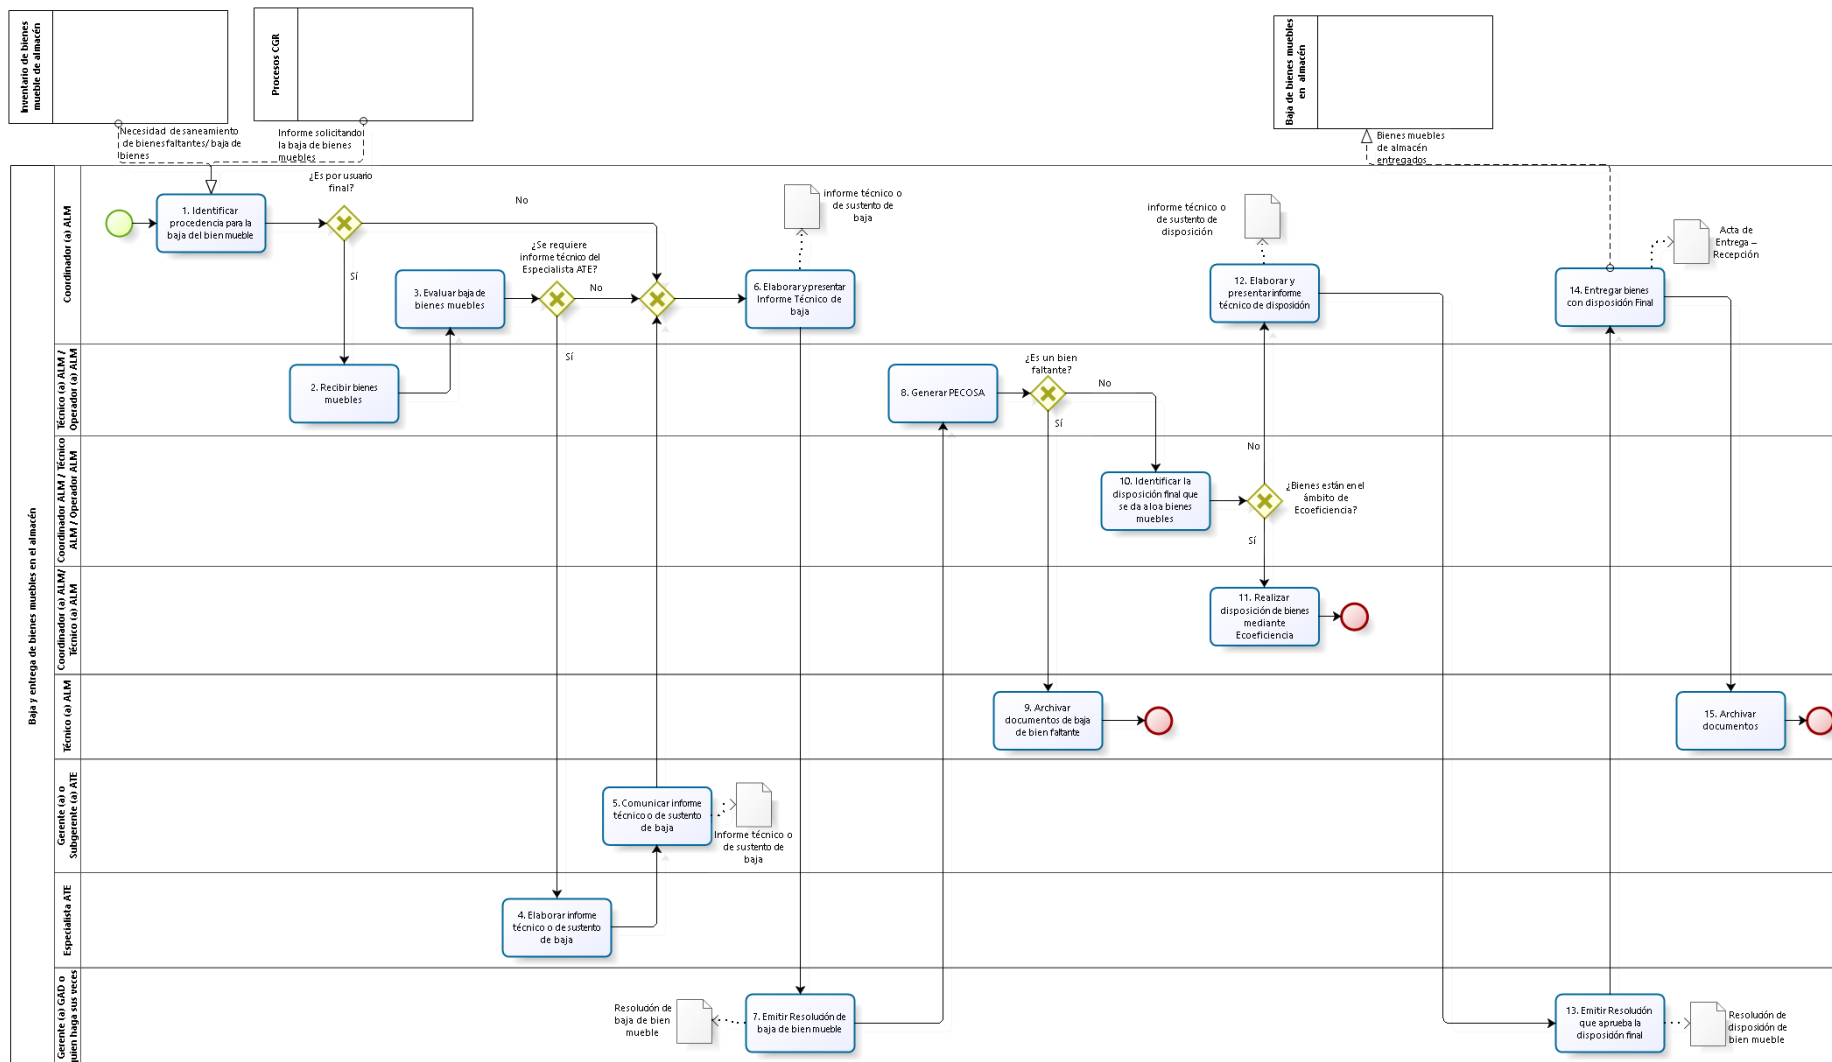 Inventario de bienes
mueble de almacén
Procesos CGR
Baja de bienes muebles
en almacén
Necesidad de saneamiento
de bienes faltantes/ baja de
bienes
Informe solicitando
la baja de bienes
muebles
Bienes muebles
de almacén
entregados
Baja y entrega de bienes muebles en el almacén
Coordinador (a) ALM
1. Identificar
procedencia para la
baja del bien mueble
¿Es por usuario
final?
No
Sí
3. Evaluar baja de
bienes muebles
¿Se requiere
informe técnico del
Especialista ATE?
No
Sí
informe técnico o
de sustento de
baja
6. Elaborar y presentar
Informe Técnico de
baja
informe técnico o
de sustento de
disposición
12. Elaborar y
presentar informe
técnico de disposición
Acta de
Entrega –
Recepción
14. Entregar bienes
con disposición Final
Técnico (a) ALM /
Operador (a) ALM
2. Recibir bienes
muebles
8. Generar PECOSA
¿Es un bien
faltante?
No
Sí
Coordinador ALM / Técnico
ALM / Operador ALM
10. Identificar la
disposición final que
se da a loa bienes
muebles
No
¿Bienes están en el
ámbito de
Ecoeficiencia?
Sí
Coordinador (a) ALM/
Técnico (a) ALM
11. Realizar
disposición de bienes
mediante
Ecoeficiencia
Técnico (a) ALM
9. Archivar
documentos de baja
de bien faltante
15. Archivar
documentos
Gerente (a) o
Subgerente (a) ATE
5. Comunicar informe
técnico o de sustento
de baja
Informe técnico o
de sustento de
baja
Especialista ATE
4. Elaborar informe
técnico o de sustento
de baja
Gerente (a) GAD o
quien haga sus veces
Resolución de
baja de bien
mueble
7. Emitir Resolución de
baja de bien mueble
13. Emitir Resolución
que aprueba la
disposición final
Resolución de
disposición de
bien mueble